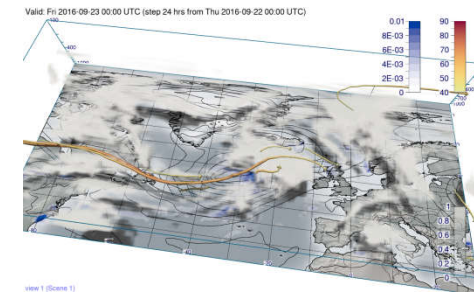 Valid: Fri 2016-09-23 00:00 UTC (step 24 hrs from Thu 2016-09-22 00:00 UTC)
0.01
8E-03
6E-03
4E-03
2E-03
0
90
80
70
60
50
40
0.8
0.6
0.4
0.2
view 1 (Scene 1)